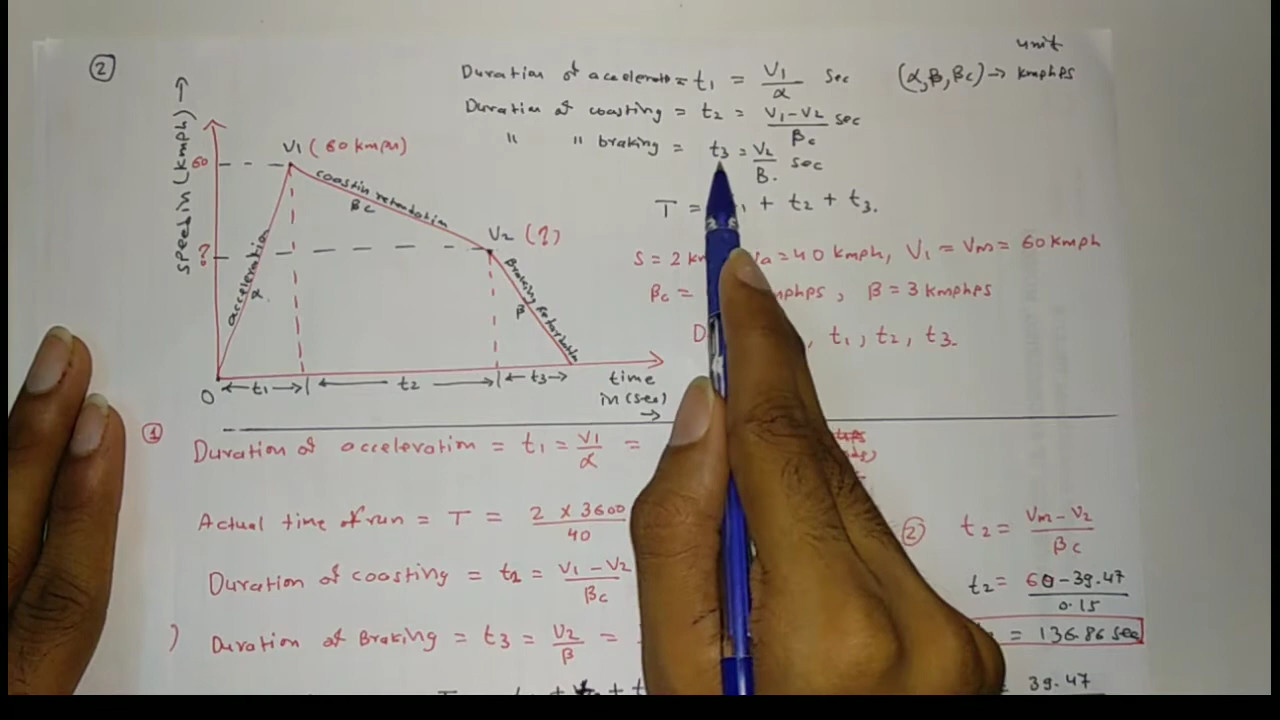 unit
②
Duration of accelerat = t1 = V1/α sec (α, β, βc) → kmphps
Duration of coasting = t2 = V1-V2/βc sec
" " braking = t3 = V2/β. sec
T = t1 + t2 + t3.
speed in (kmph) →
V1 (60 kmph)
60
coastin retardation
βc
V2 (?)
?
acceleration
α
Braking Retardation
β
S = 2 km Va = 40 kmph, V1 = Vm = 60 kmph
βc = mphps, β = 3 kmphps
D , t1, t2, t3.
0 ←t1→| ← t2 →| ← t3 → time
in (sec)
→
① Duration of acceleration = t1 = V1/α =
Actual time of run = T = 2 x 3600/40
② t2 = Vm - V2/βc
Duration of coasting = t2 = V1 - V2/βc
t2 = 60 - 39.47/0.15
) Duration of Braking = t3 = V2/β =
= 136.86 sec
39.47